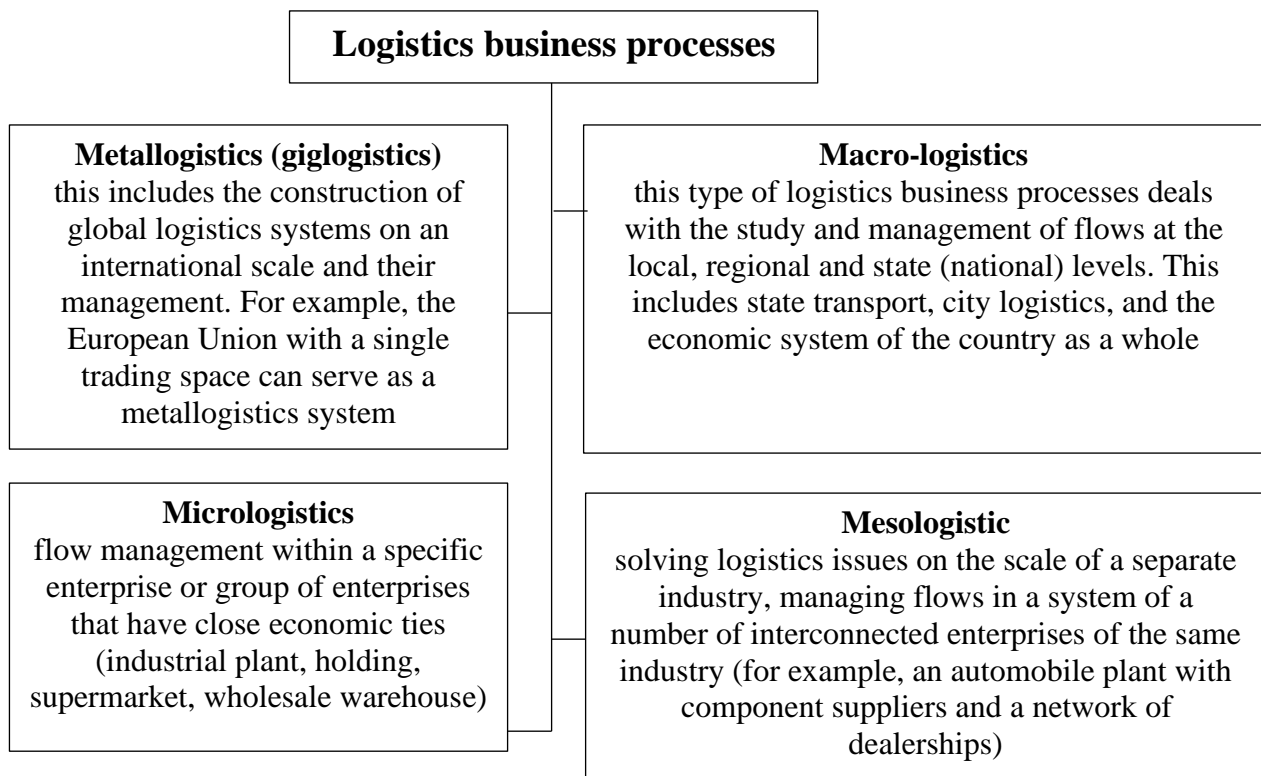 Logistics business processes
Metallogistics (giglogistics)
this includes the construction of
global logistics systems on an
international scale and their
management. For example, the
European Union with a single
trading space can serve as a
metallogistics system
Macro-logistics
this type of logistics business processes deals
with the study and management of flows at the
local, regional and state (national) levels. This
includes state transport, city logistics, and the
economic system of the country as a whole
Micrologistics
flow management within a specific
enterprise or group of enterprises
that have close economic ties
(industrial plant, holding,
supermarket, wholesale warehouse)
Mesologistic
solving logistics issues on the scale of a separate
industry, managing flows in a system of a
number of interconnected enterprises of the same
industry (for example, an automobile plant with
component suppliers and a network of
dealerships)